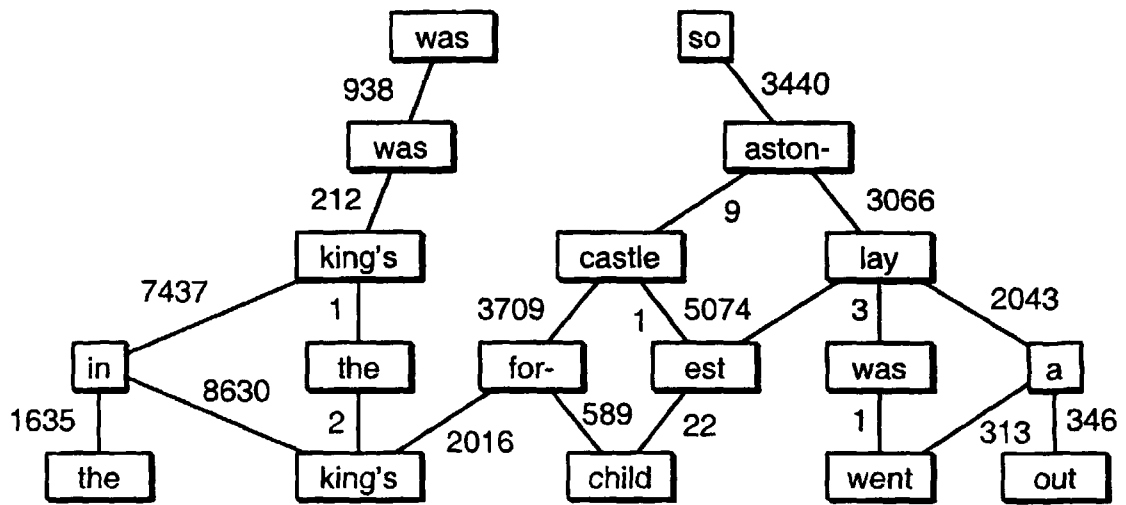 was so
938 3440
was aston-
212 9 3066
king's castle lay
7437 1 3709 1 5074 3 2043
in the for- est was a
1635 8630 2 2016 589 22 1 313 346
the king's child went out